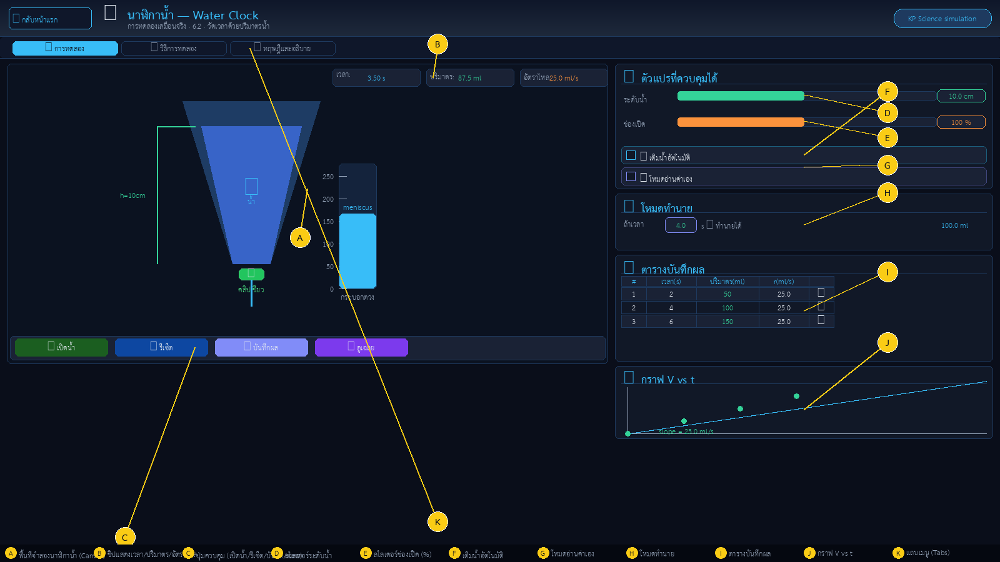 กลับหน้าแรก
นาฬิกาน้ำ — Water Clock
การทดลองเสมือนจริง · 6.2 · วัดเวลาด้วยปริมาตรน้ำ
KP Science simulation
การทดลอง
วิธีการทดลอง
ทฤษฎีและอธิบาย
B
เวลา:
3.50 s
ปริมาตร:
87.5 ml
อัตราไหล
25.0 ml/s
h=10cm
น้ำ
คลิปเขียว
A
250
200
150
100
50
0
meniscus
กระบอกตวง
เปิดน้ำ
รีเซ็ต
บันทึกผล
ดูเฉลย
ตัวแปรที่ควบคุมได้
ระดับน้ำ
10.0 cm
ช่องเปิด
100 %
เติมน้ำอัตโนมัติ
โหมดอ่านค่าเอง
F
D
E
G
H
โหมดทำนาย
ถ้าเวลา
4.0
s
ทำนายได้
100.0 ml
ตารางบันทึกผล
I
# เวลา(s) ปริมาตร(ml) r(ml/s)
1 2 50 25.0
2 4 100 25.0
3 6 150 25.0
J
กราฟ V vs t
slope = 25.0 ml/s
K
C
A พื้นที่จำลองนาฬิกาน้ำ
B ชิปแสดงเวลา/ปริมาตร/
C ปุ่มควบคุม (เปิดน้ำ/รีเซ็ต/
D ระดับน้ำ
E สไลเดอร์ช่องเปิด (%)
F เติมน้ำอัตโนมัติ
G โหมดอ่านค่าเอง
H โหมดทำนาย
I ตารางบันทึกผล
J กราฟ V vs t
K แถบเมนู (Tabs)